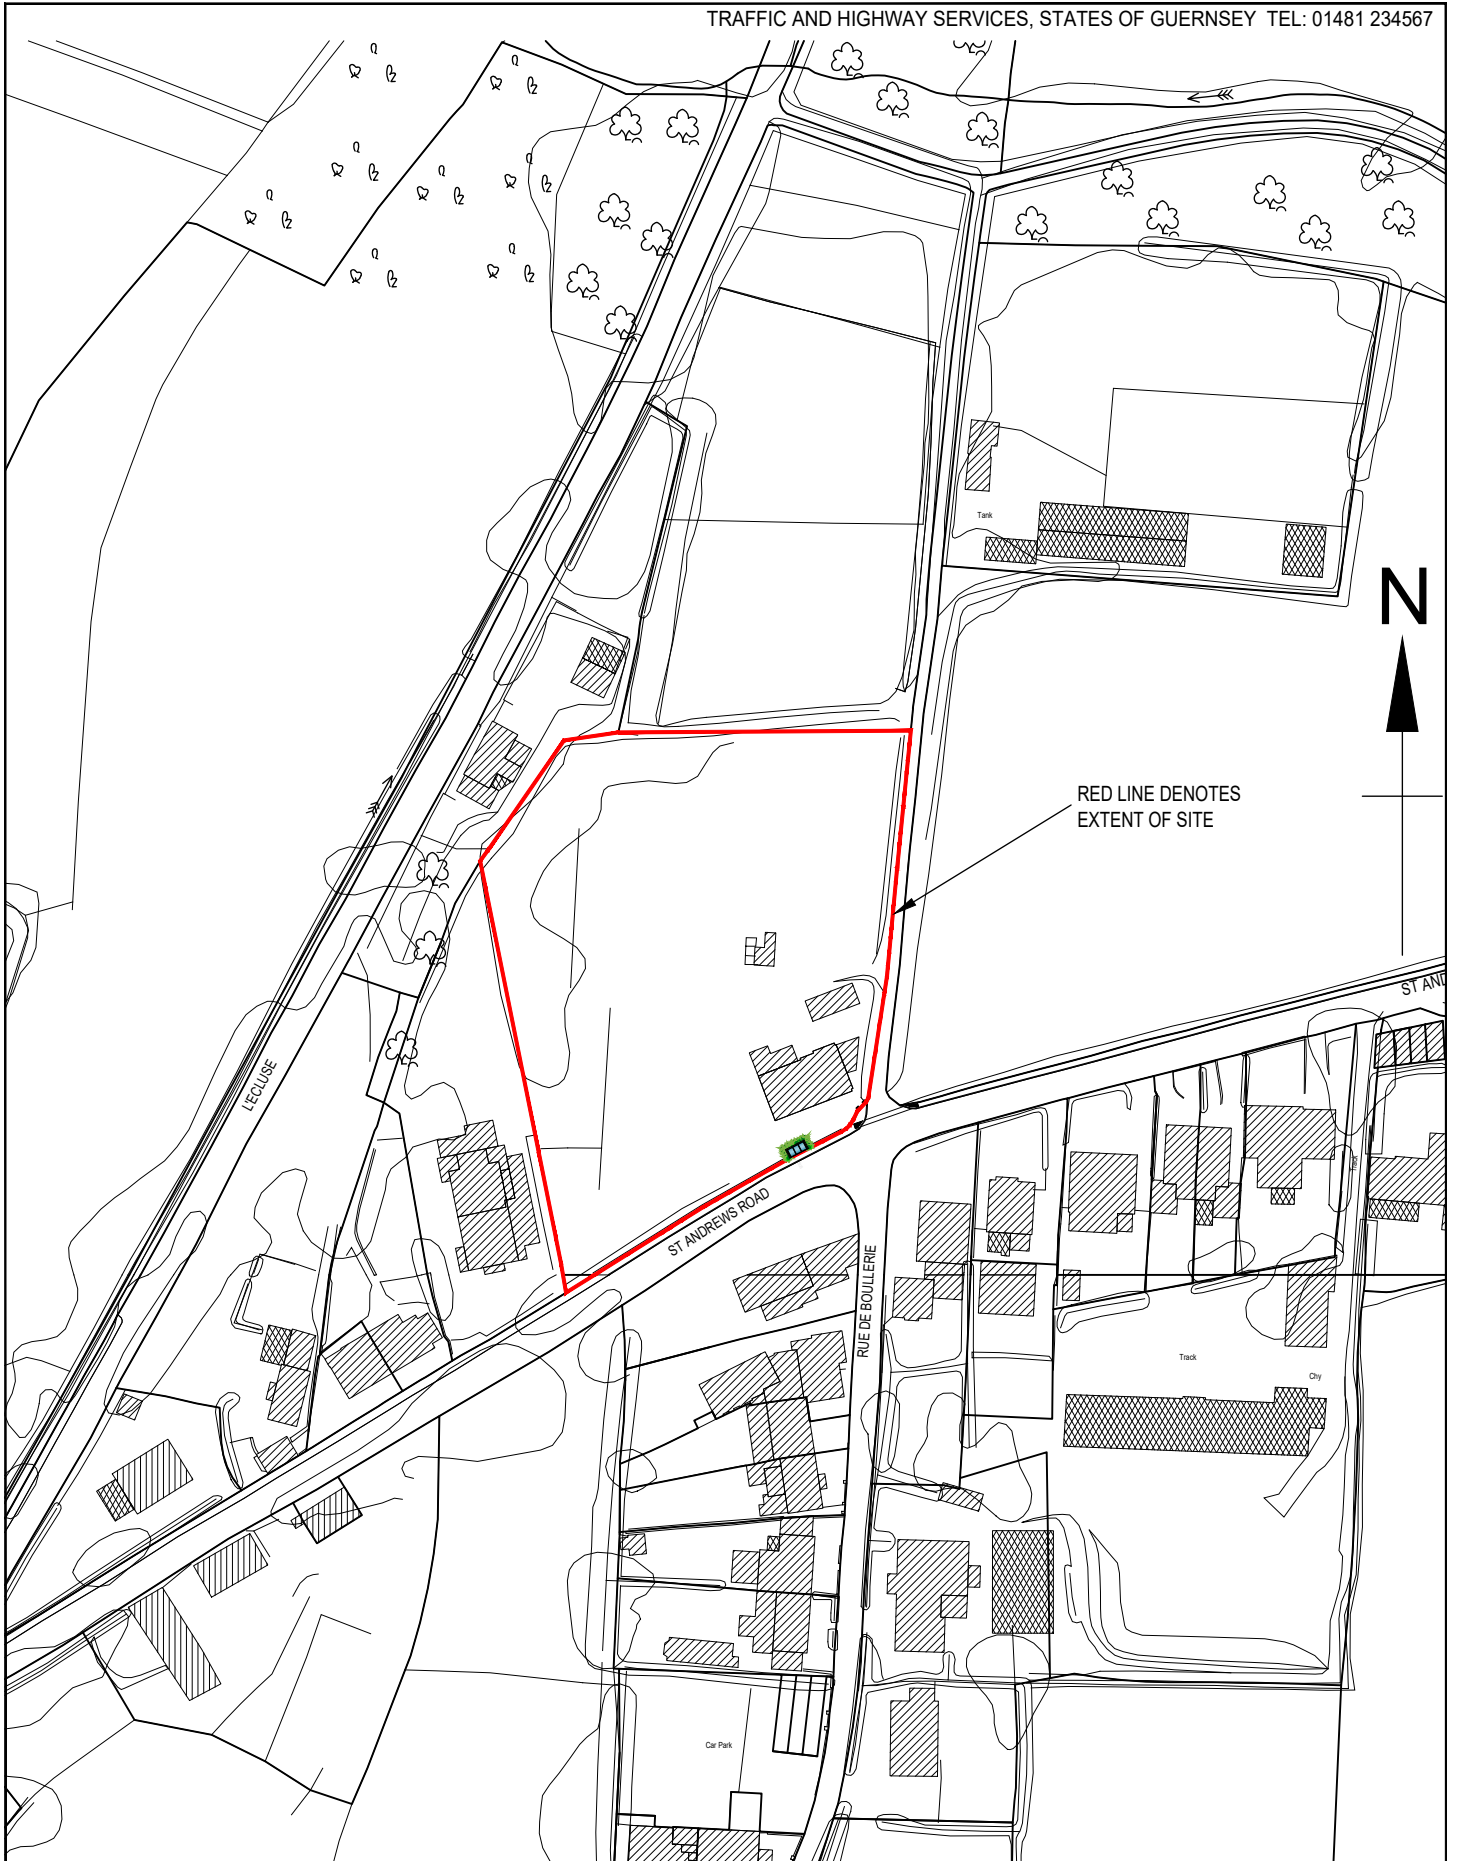 TRAFFIC AND HIGHWAY SERVICES, STATES OF GUERNSEY TEL: 01481 234567
Tank
N
RED LINE DENOTES
EXTENT OF SITE
ST AND
L'ECLUSE
ST ANDREWS ROAD
Track
RUE DE BOULLERIE
Track
Chy
Car Park